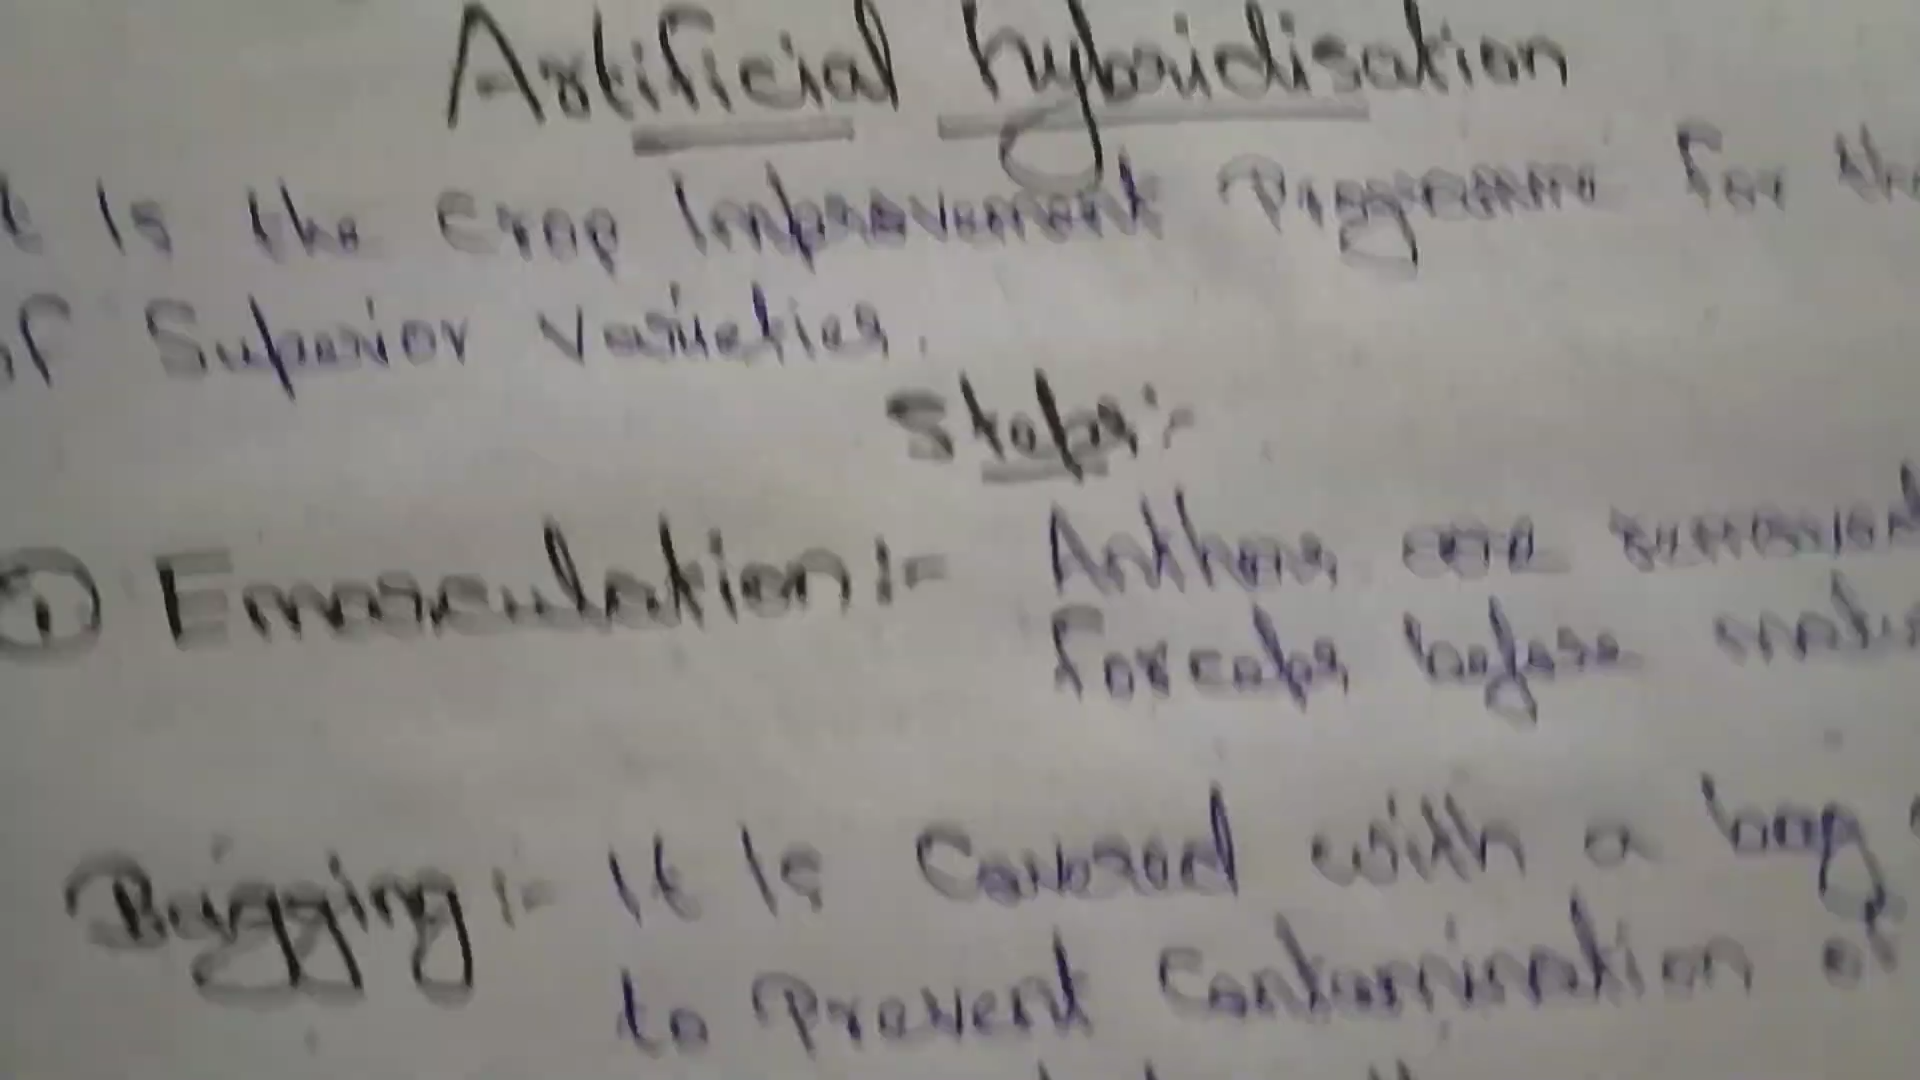 Artificial hybridisation
t is the Crop Improvement Programme for the
of Superior Varieties.
Steps:-
① Emasculation:- Anthers are removed
Forceps before
Bagging:- It is Covered with a bag
to Prevent Contamination of